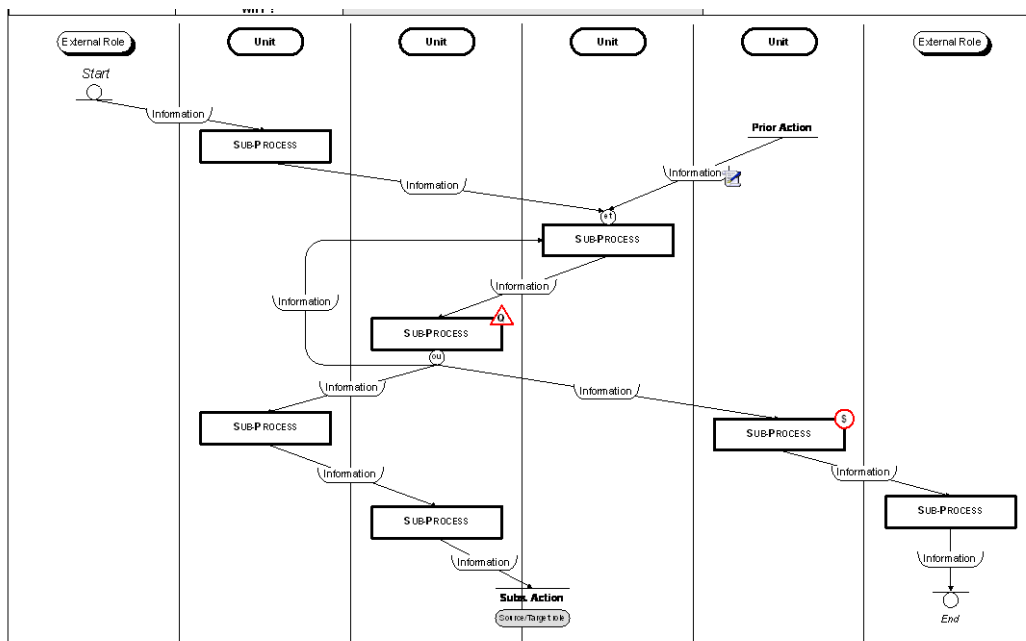 External Role
Unit
Unit
Unit
Unit
External Role
Start
Information
SUB-PROCESS
Prior Action
Information
Information
et
SUB-PROCESS
Information
Information
Q
SUB-PROCESS
ou
Information
Information
SUB-PROCESS
$
SUB-PROCESS
Information
Information
SUB-PROCESS
SUB-PROCESS
Information
Information
Subs. Action
Source/Target role
End